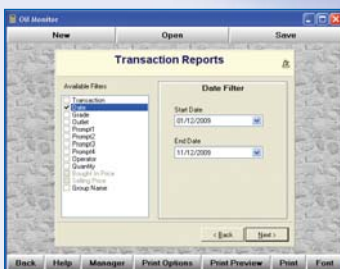 Oil Monitor
New Open Save
Transaction Reports
Available Filters
Transaction
Date
Grade
Outlet
Prompt1
Prompt2
Prompt3
Prompt4
Operator
Quantity
Bought In Price
Selling Price
Group Name
Date Filter
Start Date
01/12/2009
End Date
11/12/2009
< Back Next >
Back Help Manager Print Options Print Preview Print Font